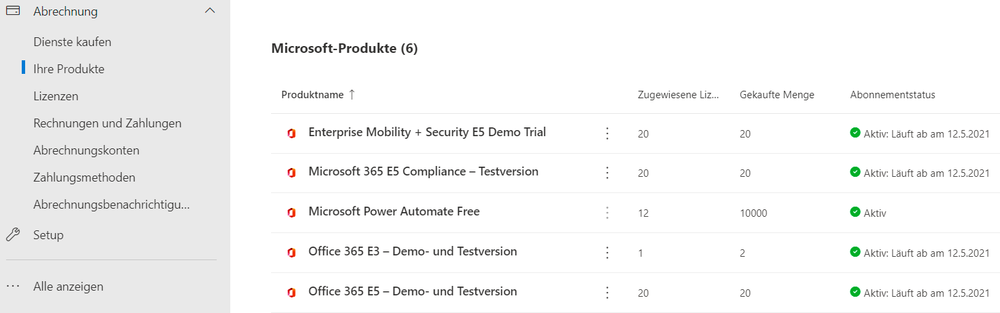 Abrechnung
Dienste kaufen
Ihre Produkte
Lizenzen
Rechnungen und Zahlungen
Abrechnungskonten
Zahlungsmethoden
Abrechnungsbenachrichtigu...
Setup
Alle anzeigen
Microsoft-Produkte (6)
Produktname ↑ Zugewiesene Liz... Gekaufte Menge Abonnementstatus
Enterprise Mobility + Security E5 Demo Trial 20 20 Aktiv: Läuft ab am 12.5.2021
Microsoft 365 E5 Compliance – Testversion 20 20 Aktiv: Läuft ab am 12.5.2021
Microsoft Power Automate Free 12 10000 Aktiv
Office 365 E3 – Demo- und Testversion 1 2 Aktiv: Läuft ab am 12.5.2021
Office 365 E5 – Demo- und Testversion 20 20 Aktiv: Läuft ab am 12.5.2021